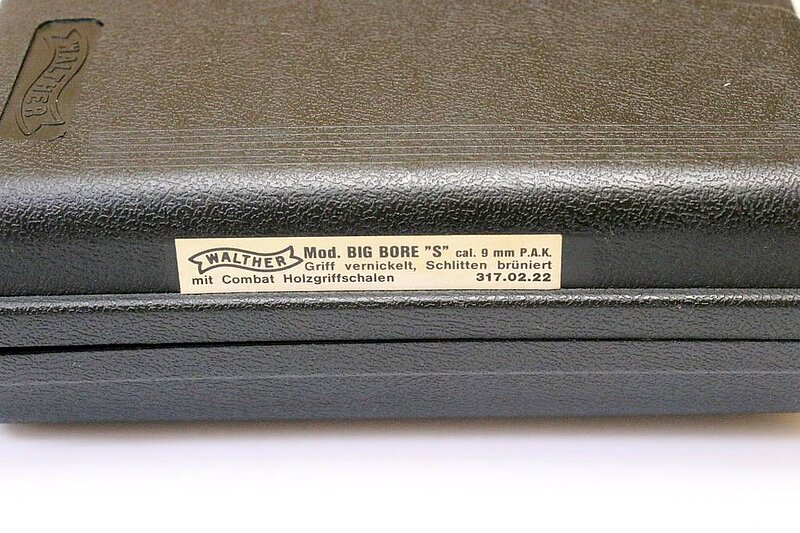 WALTHER
WALTHER Mod. BIG BORE "S" cal. 9 mm P.A.K.
Griff vernickelt, Schlitten brüniert
mit Combat Holzgriffschalen 317.02.22